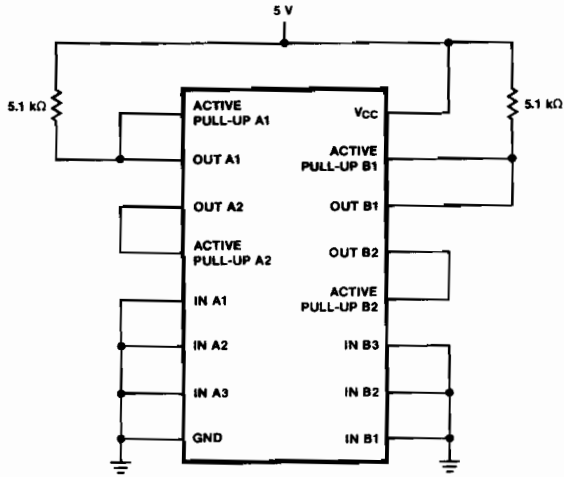 5 V
5.1 kΩ
ACTIVE
PULL-UP A1
OUT A1
OUT A2
ACTIVE
PULL-UP A2
IN A1
IN A2
IN A3
GND
VCC
ACTIVE
PULL-UP B1
OUT B1
OUT B2
ACTIVE
PULL-UP B2
IN B3
IN B2
IN B1
5.1 kΩ